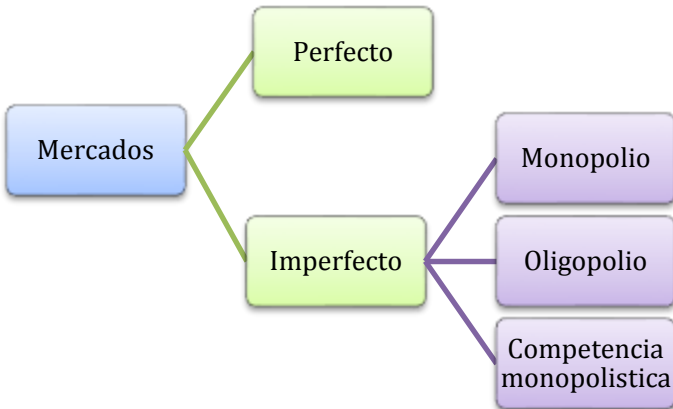 Mercados
Perfecto
Imperfecto
Monopolio
Oligopolio
Competencia
monopolistica